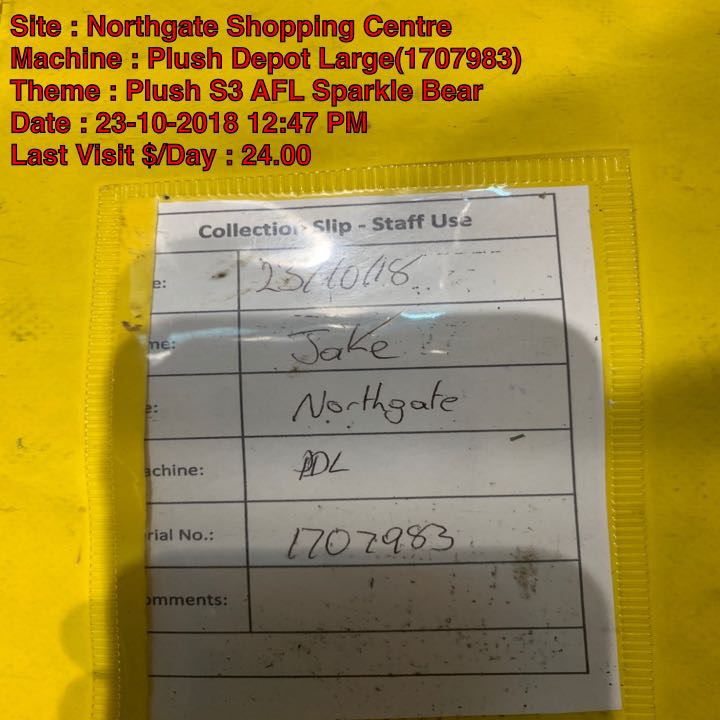 Site : Northgate Shopping Centre
Machine : Plush Depot Large(1707983)
Theme : Plush S3 AFL Sparkle Bear
Date : 23-10-2018 12:47 PM
Last Visit $/Day : 24.00
Collection Slip - Staff Use
e: 23/10/18
me: Jake
e: Northgate
achine: PDL
rial No.: 1707983
omments: